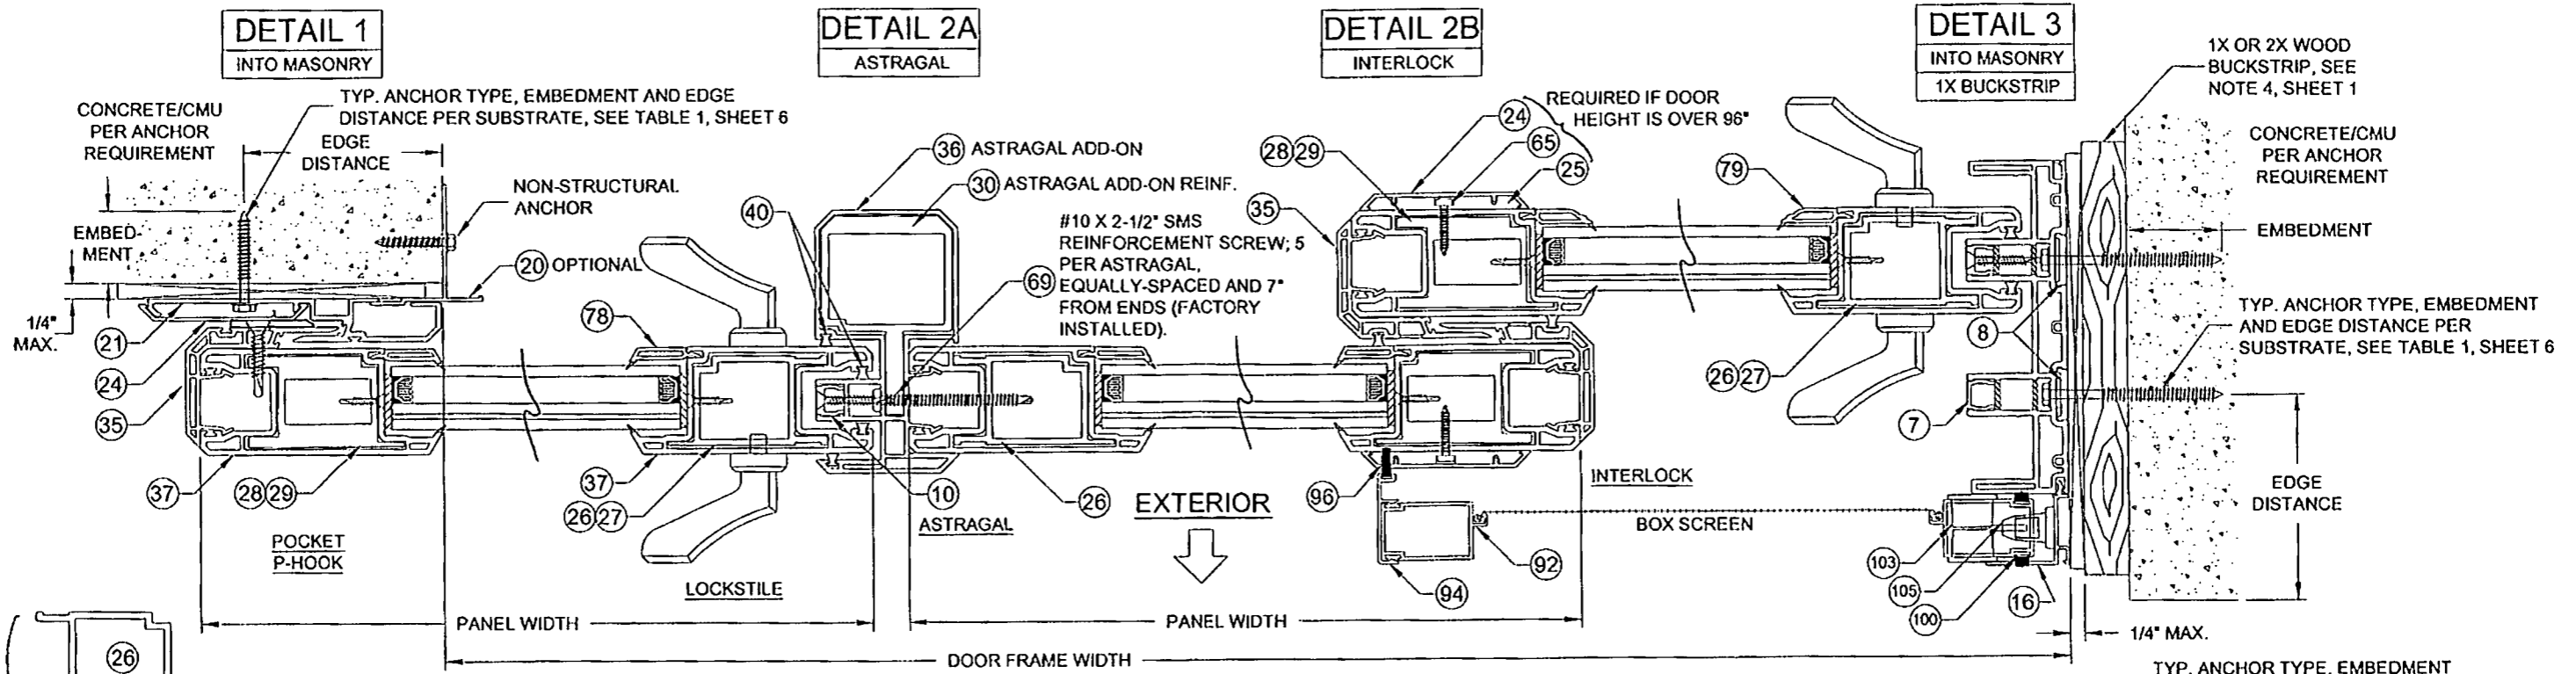 DETAIL 1
INTO MASONRY
DETAIL 2A
ASTRAGAL
DETAIL 2B
INTERLOCK
DETAIL 3
INTO MASONRY
1X BUCKSTRIP
1X OR 2X WOOD
BUCKSTRIP, SEE
NOTE 4, SHEET 1
CONCRETE/CMU
PER ANCHOR
REQUIREMENT
TYP. ANCHOR TYPE, EMBEDMENT AND EDGE
DISTANCE PER SUBSTRATE, SEE TABLE 1, SHEET 6
EDGE
DISTANCE
NON-STRUCTURAL
ANCHOR
EMBED-
MENT
20 OPTIONAL
1/4"
MAX.
21
24
35
37
28 29
POCKET
P-HOOK
78
37
26 27
LOCKSTILE
40
36 ASTRAGAL ADD-ON
30 ASTRAGAL ADD-ON REINF.
#10 X 2-1/2" SMS
REINFORCEMENT SCREW; 5
PER ASTRAGAL,
EQUALLY-SPACED AND 7"
FROM ENDS (FACTORY
INSTALLED).
69
10
ASTRAGAL
26
EXTERIOR
REQUIRED IF DOOR
HEIGHT IS OVER 96"
24
65
25
28 29
35
79
26 27
INTERLOCK
96
94
92
BOX SCREEN
8
7
103
105
100
16
CONCRETE/CMU
PER ANCHOR
REQUIREMENT
EMBEDMENT
TYP. ANCHOR TYPE, EMBEDMENT
AND EDGE DISTANCE PER
SUBSTRATE, SEE TABLE 1, SHEET 6
EDGE
DISTANCE
1/4" MAX.
PANEL WIDTH
PANEL WIDTH
DOOR FRAME WIDTH
26
TYP. ANCHOR TYPE, EMBEDMENT